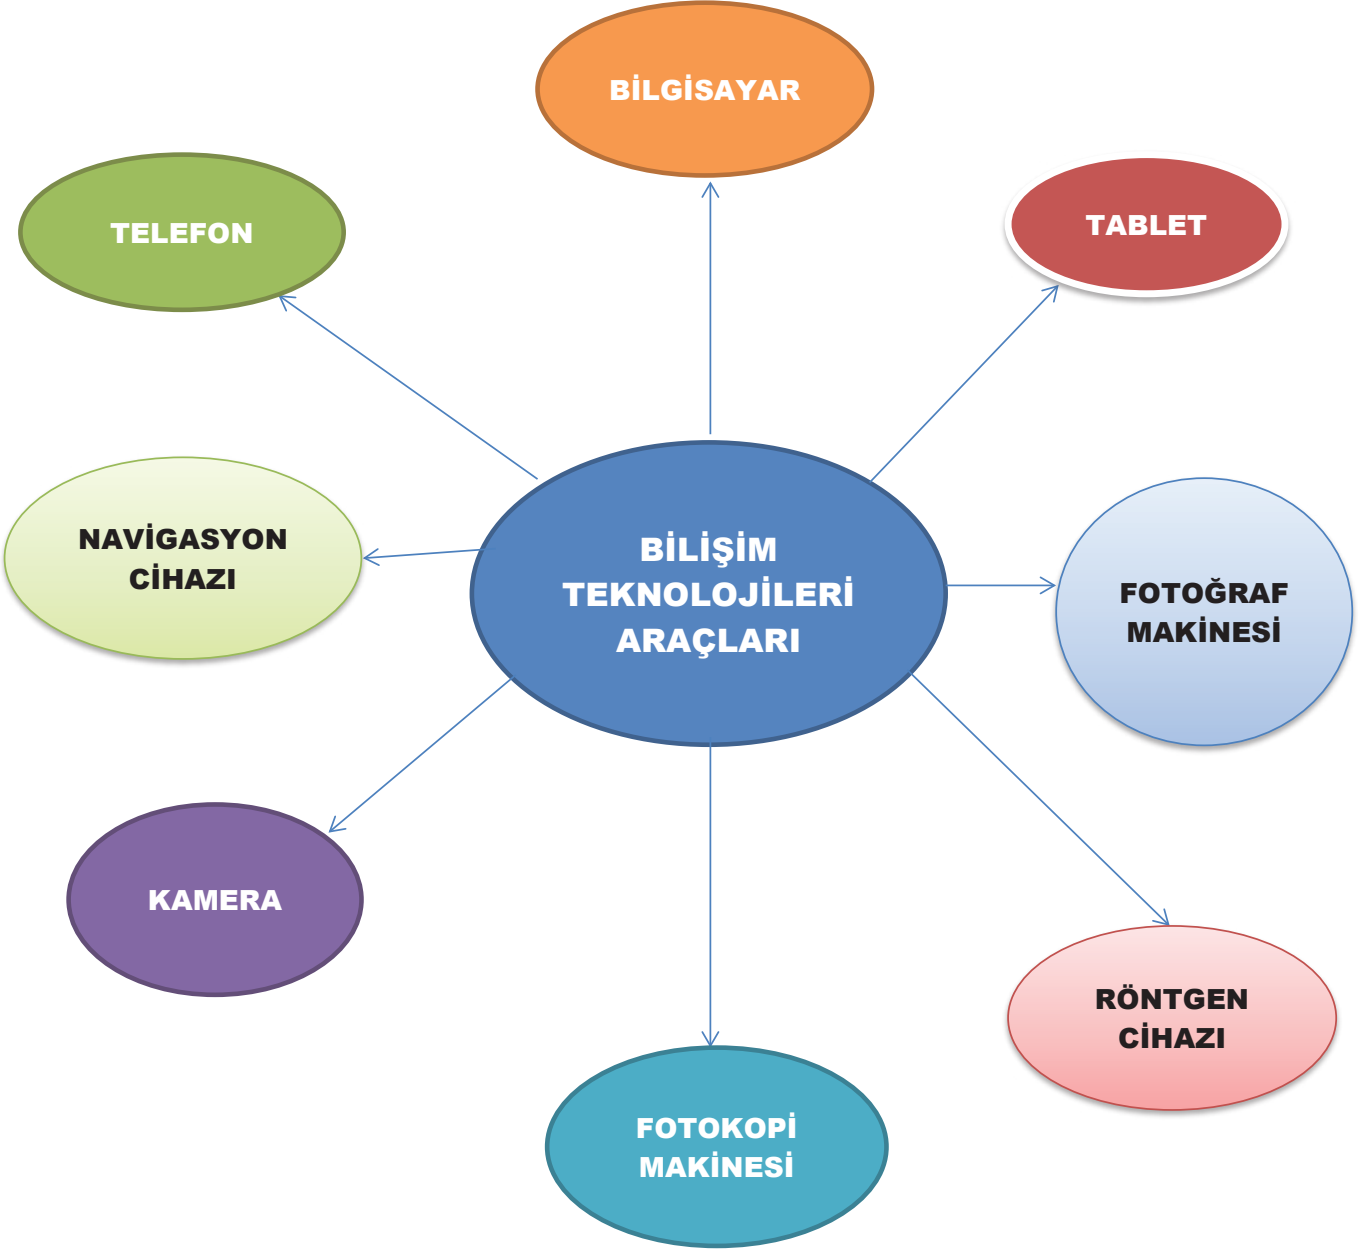 BİLGİSAYAR
TELEFON
TABLET
NAVİGASYON
CİHAZI
BİLİŞİM
TEKNOLOJİLERİ
ARAÇLARI
FOTOĞRAF
MAKİNESİ
KAMERA
RÖNTGEN
CİHAZI
FOTOKOPİ
MAKİNESİ